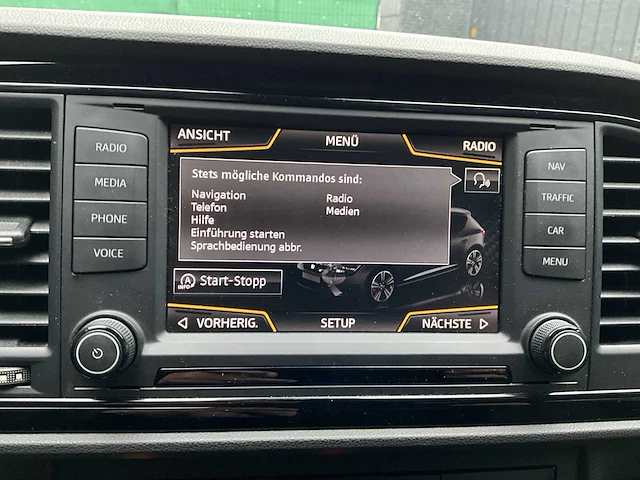 ANSICHT
MENÜ
RADIO
RADIO
MEDIA
PHONE
VOICE
Stets mögliche Kommandos sind:
Navigation Radio
Telefon Medien
Hilfe
Einführung starten
Sprachbedienung abbr.
INFO Start-Stopp
VORHERIG.
SETUP
NÄCHSTE
NAV
TRAFFIC
CAR
MENU